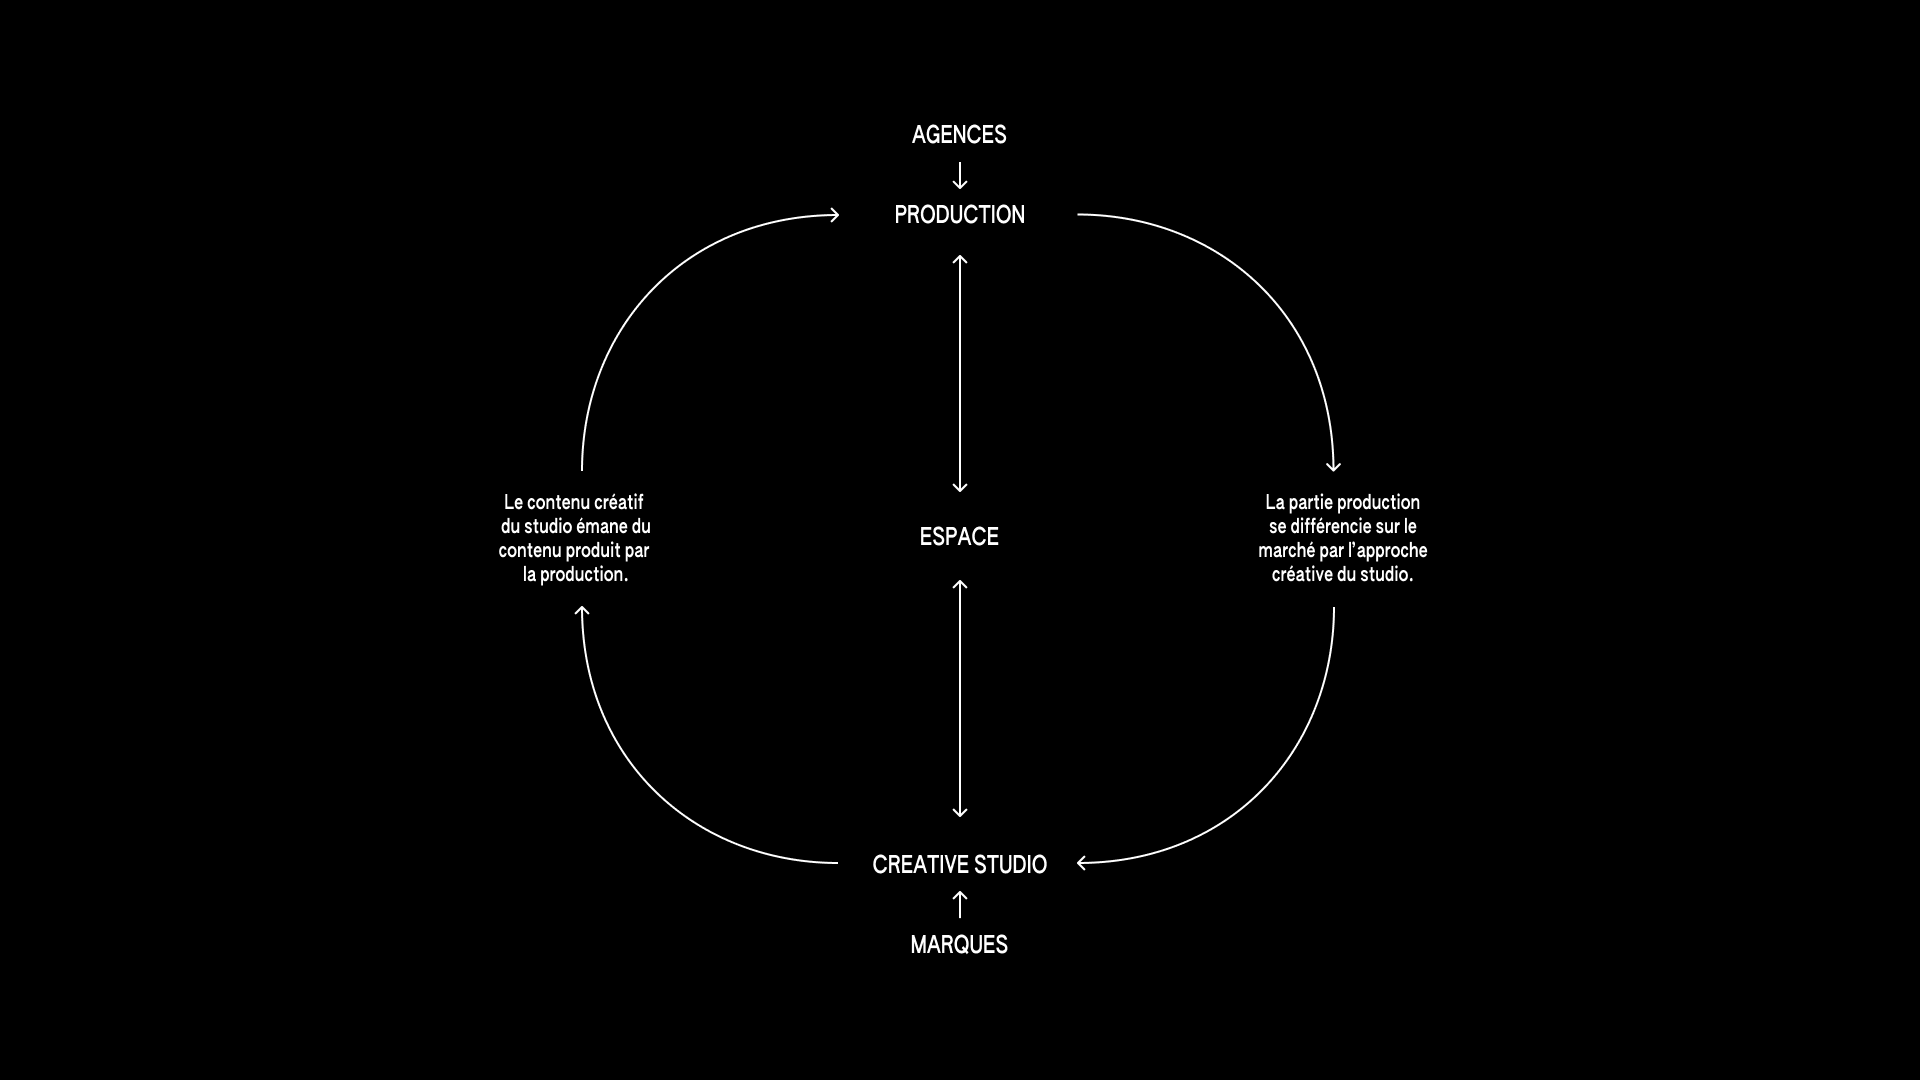 AGENCES
PRODUCTION
Le contenu créatif
du studio émane du
contenu produit par
la production.
ESPACE
La partie production
se différencie sur le
marché par l’approche
créative du studio.
CREATIVE STUDIO
MARQUES